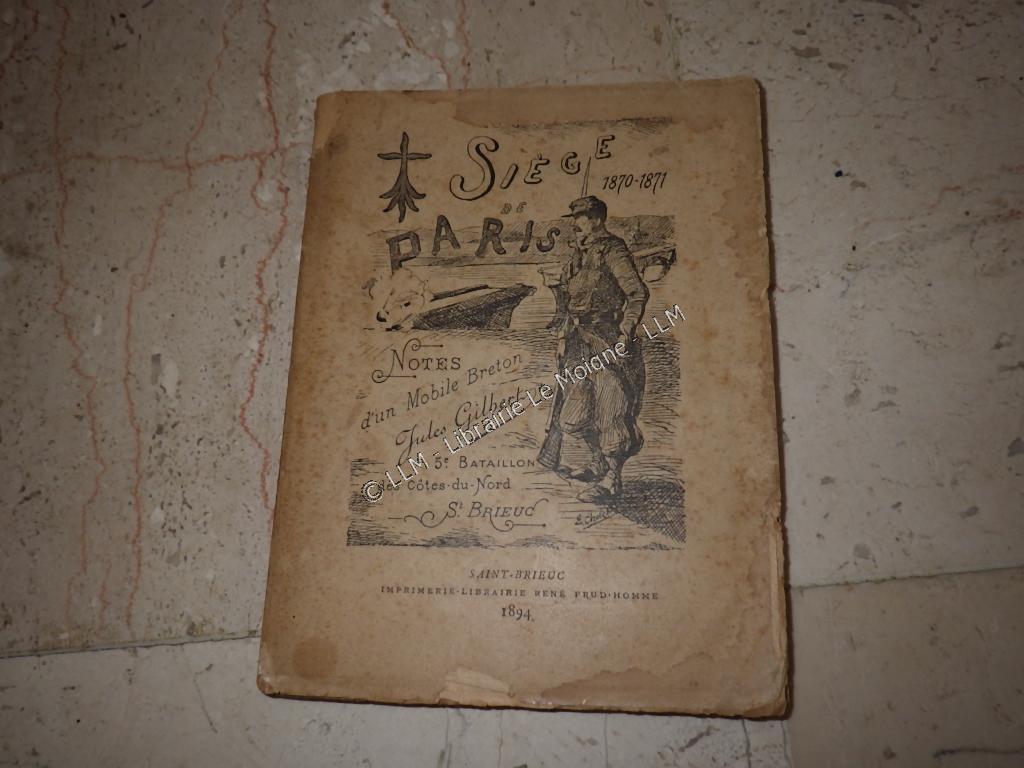 SIÈGE
1870-1871
DE
PARIS
NOTES
d'un Mobile Breton
Jules Gilbert
5ᵉ BATAILLON
des Côtes-du-Nord
Sᵗ BRIEUC
SAINT-BRIEUC
IMPRIMERIE-LIBRAIRIE RENÉ PRUD'HOMME
1894
© LLM - Librairie Le Moigne - LLM